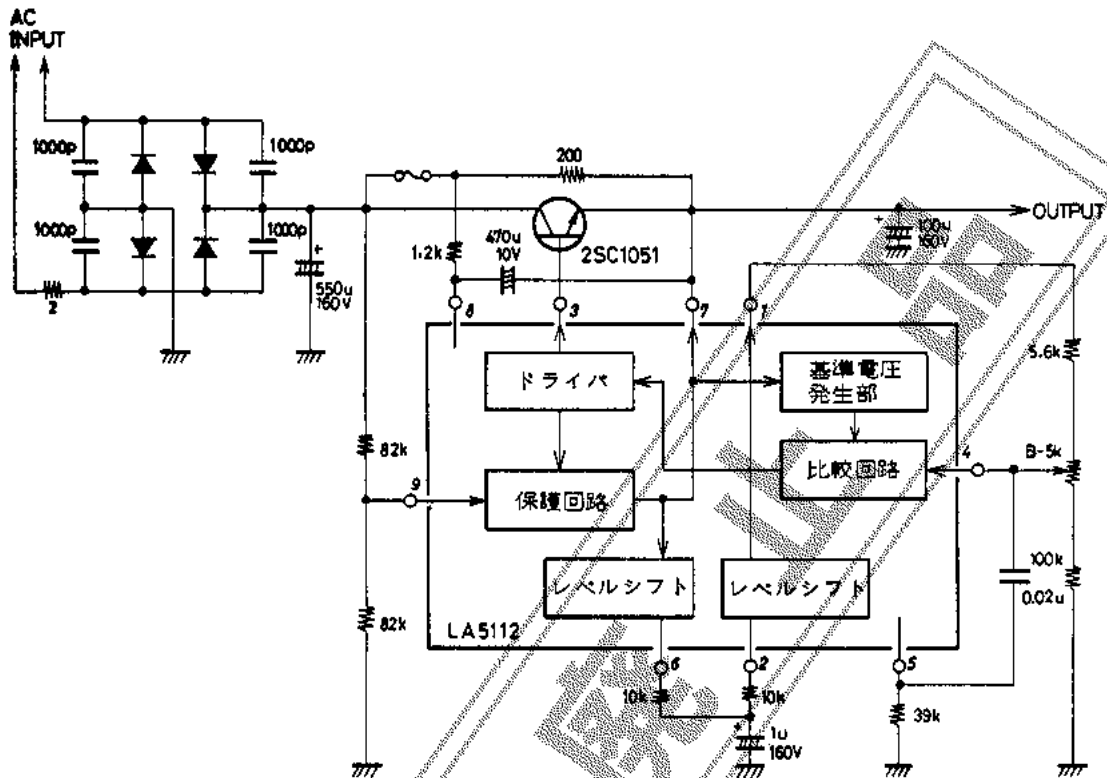 AC
INPUT
1000p
1000p
1000p
1000p
2
550u
160V
200
1.2k
470u
10V
2SC1051
100u
160V
OUTPUT
8
3
7
1
5.6k
ドライバ
基準電圧
発生部
82k
9
保護回路
比較回路
4
B-5k
レベルシフト
レベルシフト
100k
0.02u
82k
LA5112
6
2
5
10k
10k
39k
1u
160V